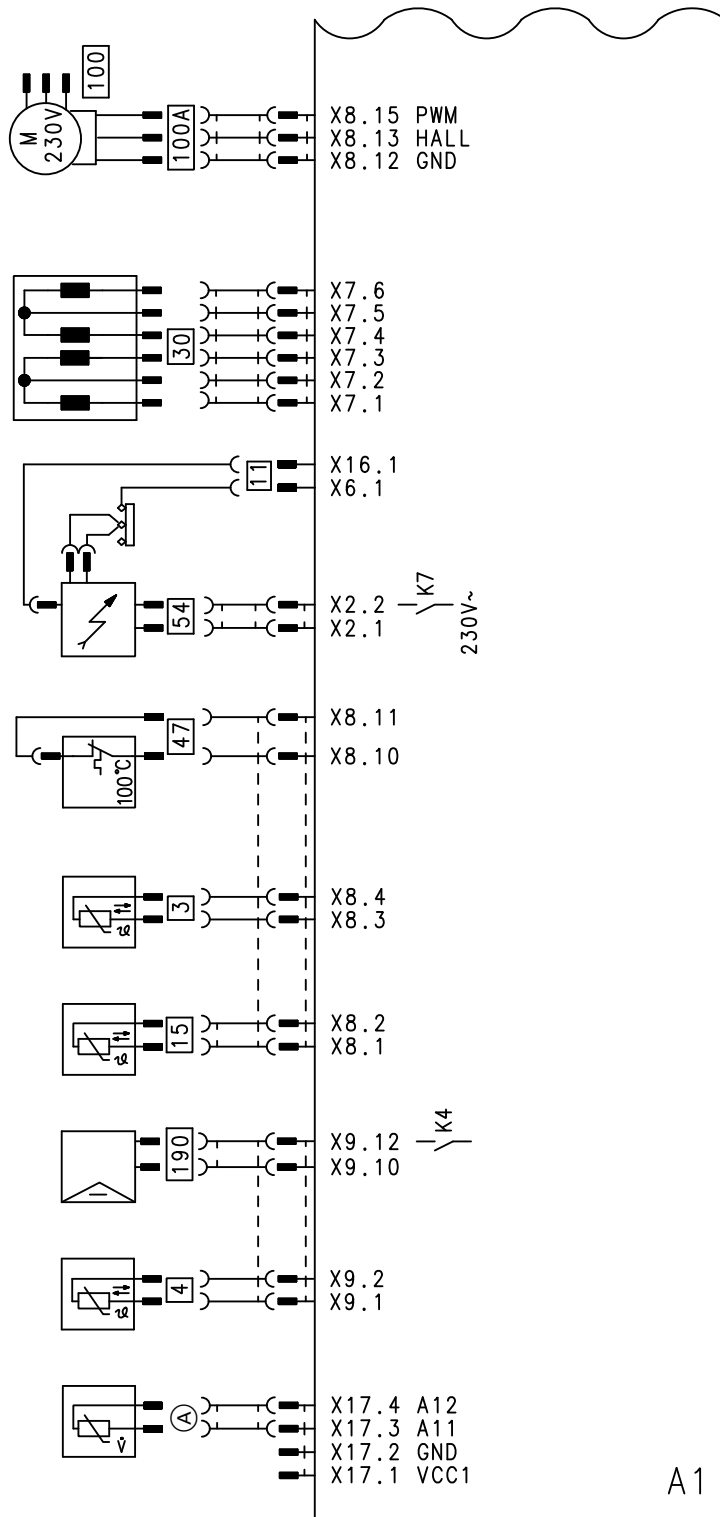 100
M
230V
100A
X8.15 PWM
X8.13 HALL
X8.12 GND
30
X7.6
X7.5
X7.4
X7.3
X7.2
X7.1
11
X16.1
X6.1
54
X2.2
X2.1
K7
230V~
47
100°C
X8.11
X8.10
3
ϑ
X8.4
X8.3
15
ϑ
X8.2
X8.1
190
X9.12
X9.10
K4
4
ϑ
X9.2
X9.1
A
V̇
X17.4 A12
X17.3 A11
X17.2 GND
X17.1 VCC1
A1